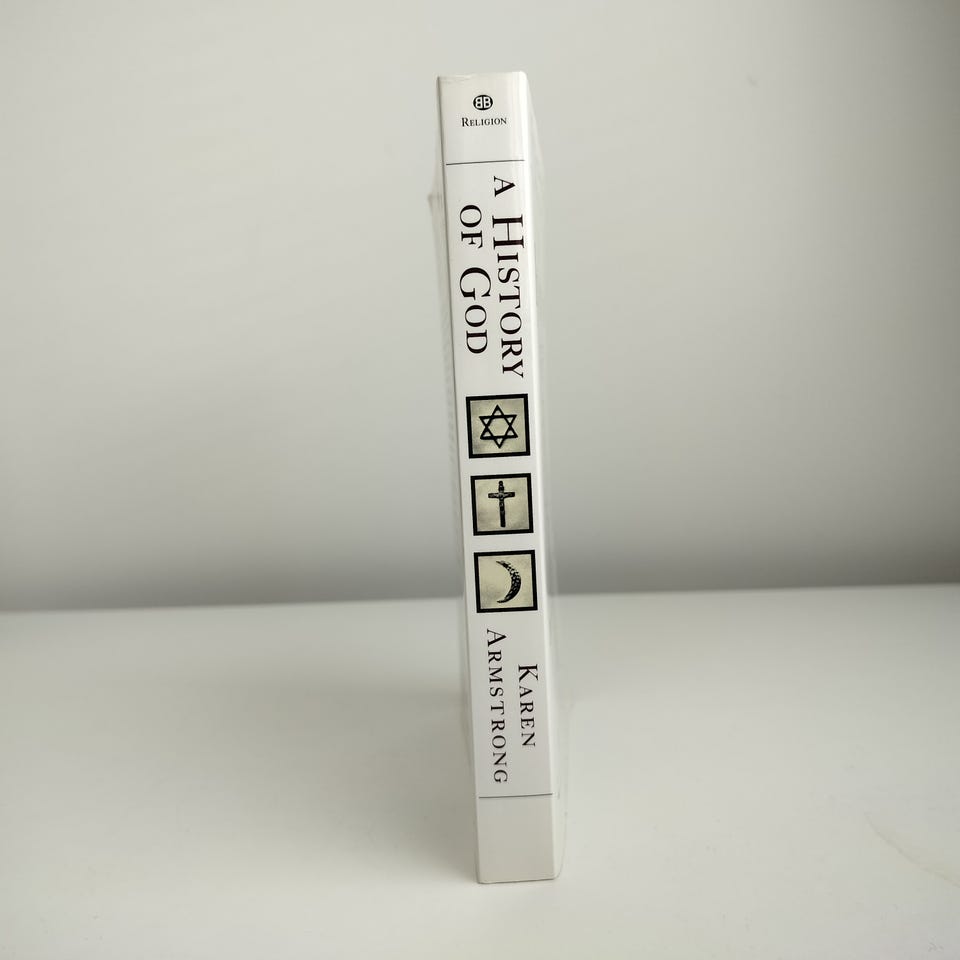 BB
RELIGION
A HISTORY
OF GOD
KAREN
ARMSTRONG